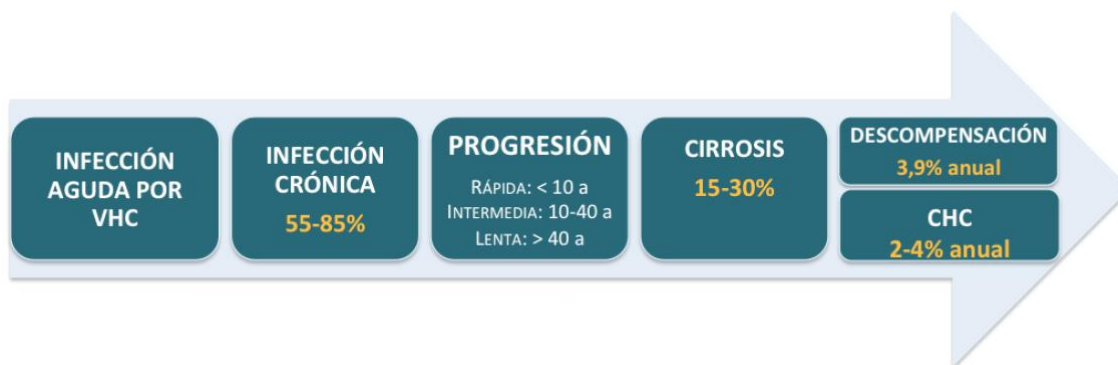 INFECCIÓN
AGUDA POR
VHC
INFECCIÓN
CRÓNICA
55-85%
PROGRESIÓN
RÁPIDA: < 10 a
INTERMEDIA: 10-40 a
LENTA: > 40 a
CIRROSIS
15-30%
DESCOMPENSACIÓN
3,9% anual
CHC
2-4% anual